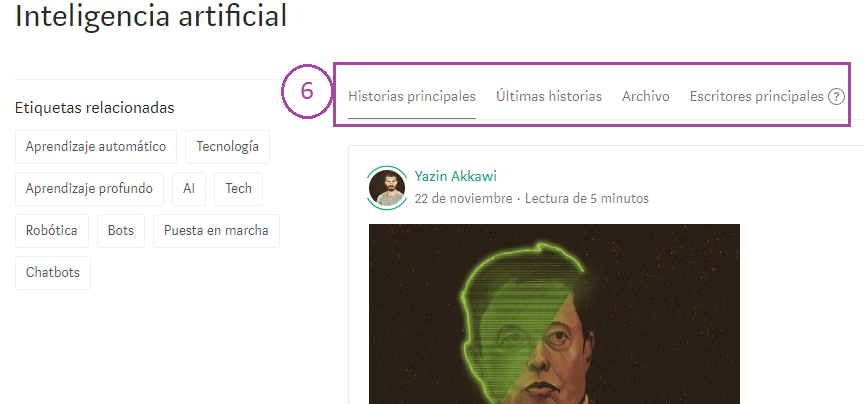 Inteligencia artificial
6
Historias principales Últimas historias Archivo Escritores principales ?
Etiquetas relacionadas
Aprendizaje automático Tecnología
Aprendizaje profundo AI Tech
Robótica Bots Puesta en marcha
Chatbots
Yazin Akkawi
22 de noviembre · Lectura de 5 minutos